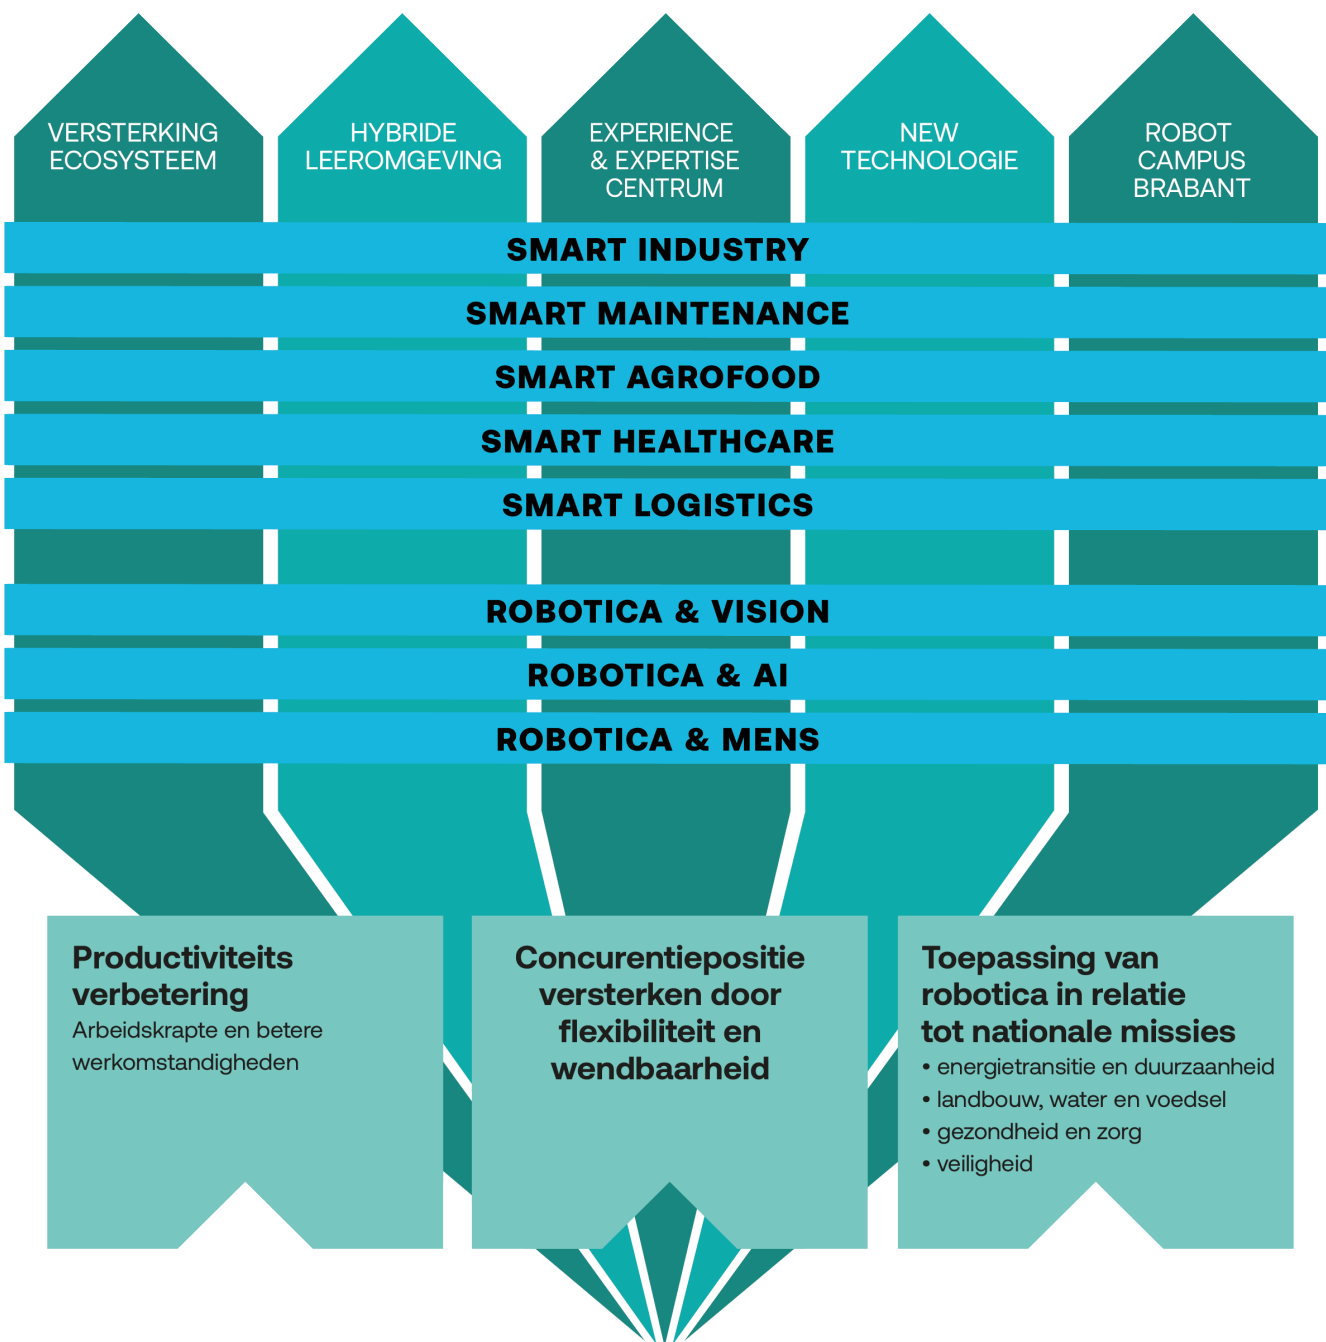 VERSTERKING
ECOSYSTEEM
HYBRIDE
LEEROMGEVING
EXPERIENCE
& EXPERTISE
CENTRUM
NEW
TECHNOLOGIE
ROBOT
CAMPUS
BRABANT
SMART INDUSTRY
SMART MAINTENANCE
SMART AGROFOOD
SMART HEALTHCARE
SMART LOGISTICS
ROBOTICA & VISION
ROBOTICA & AI
ROBOTICA & MENS
Productiviteits
verbetering
Arbeidskrapte en betere
werkomstandigheden
Concurentiepositie
versterken door
flexibiliteit en
wendbaarheid
Toepassing van
robotica in relatie
tot nationale missies
• energietransitie en duurzaanheid
• landbouw, water en voedsel
• gezondheid en zorg
• veiligheid